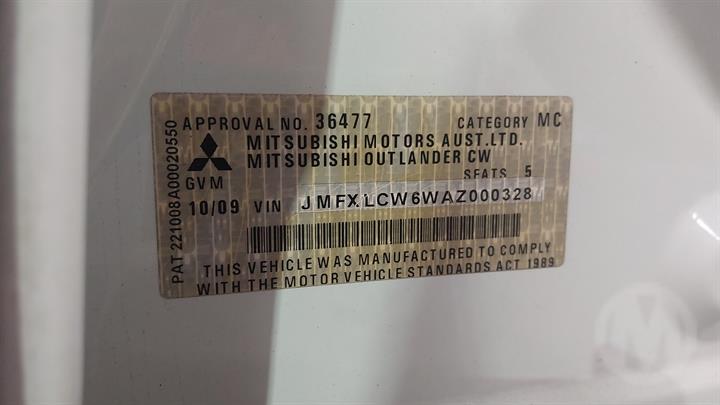 APPROVAL NO. 36477 CATEGORY MC
MITSUBISHI MOTORS AUST.LTD.
MITSUBISHI OUTLANDER CW
SEATS 5
GVM
10/09 VIN JMFXLCW6WAZ000328
THIS VEHICLE WAS MANUFACTURED TO COMPLY
WITH THE MOTOR VEHICLE STANDARDS ACT 1989
PAT 221008A00020550
M